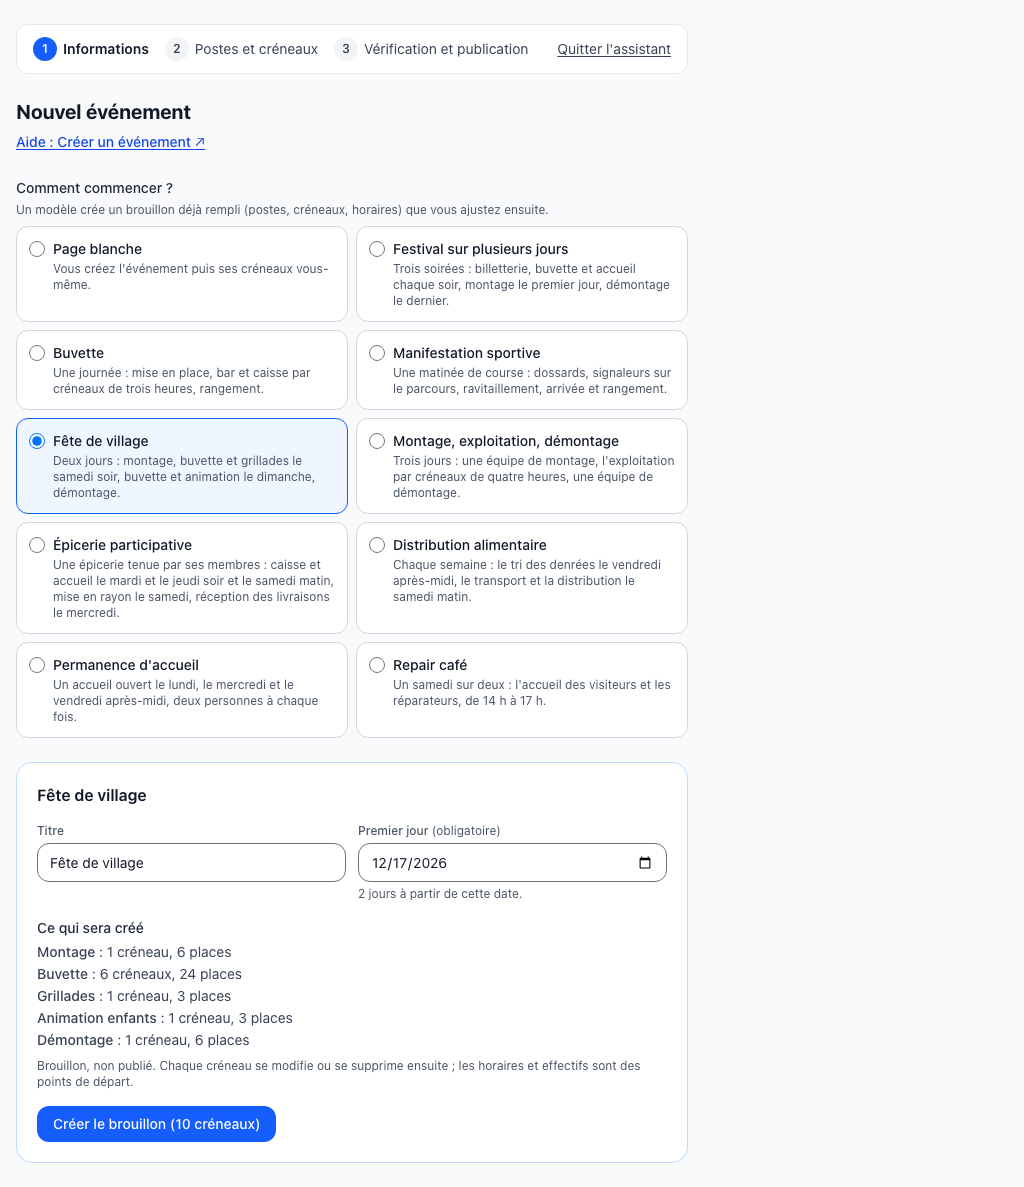 1 Informations 2 Postes et créneaux 3 Vérification et publication Quitter l'assistant
Nouvel événement
Aide : Créer un événement ↗
Comment commencer ?
Un modèle crée un brouillon déjà rempli (postes, créneaux, horaires) que vous ajustez ensuite.
Page blanche
Vous créez l'événement puis ses créneaux vous-
même.
Festival sur plusieurs jours
Trois soirées : billetterie, buvette et accueil
chaque soir, montage le premier jour, démontage
le dernier.
Buvette
Une journée : mise en place, bar et caisse par
créneaux de trois heures, rangement.
Manifestation sportive
Une matinée de course : dossards, signaleurs sur
le parcours, ravitaillement, arrivée et rangement.
Fête de village
Deux jours : montage, buvette et grillades le
samedi soir, buvette et animation le dimanche,
démontage.
Montage, exploitation, démontage
Trois jours : une équipe de montage, l'exploitation
par créneaux de quatre heures, une équipe de
démontage.
Épicerie participative
Une épicerie tenue par ses membres : caisse et
accueil le mardi et le jeudi soir et le samedi matin,
mise en rayon le samedi, réception des livraisons
le mercredi.
Distribution alimentaire
Chaque semaine : le tri des denrées le vendredi
après-midi, le transport et la distribution le
samedi matin.
Permanence d'accueil
Un accueil ouvert le lundi, le mercredi et le
vendredi après-midi, deux personnes à chaque
fois.
Repair café
Un samedi sur deux : l'accueil des visiteurs et les
réparateurs, de 14 h à 17 h.
Fête de village
Titre
Fête de village
Premier jour (obligatoire)
12/17/2026
2 jours à partir de cette date.
Ce qui sera créé
Montage : 1 créneau, 6 places
Buvette : 6 créneaux, 24 places
Grillades : 1 créneau, 3 places
Animation enfants : 1 créneau, 3 places
Démontage : 1 créneau, 6 places
Brouillon, non publié. Chaque créneau se modifie ou se supprime ensuite ; les horaires et effectifs sont des
points de départ.
Créer le brouillon (10 créneaux)